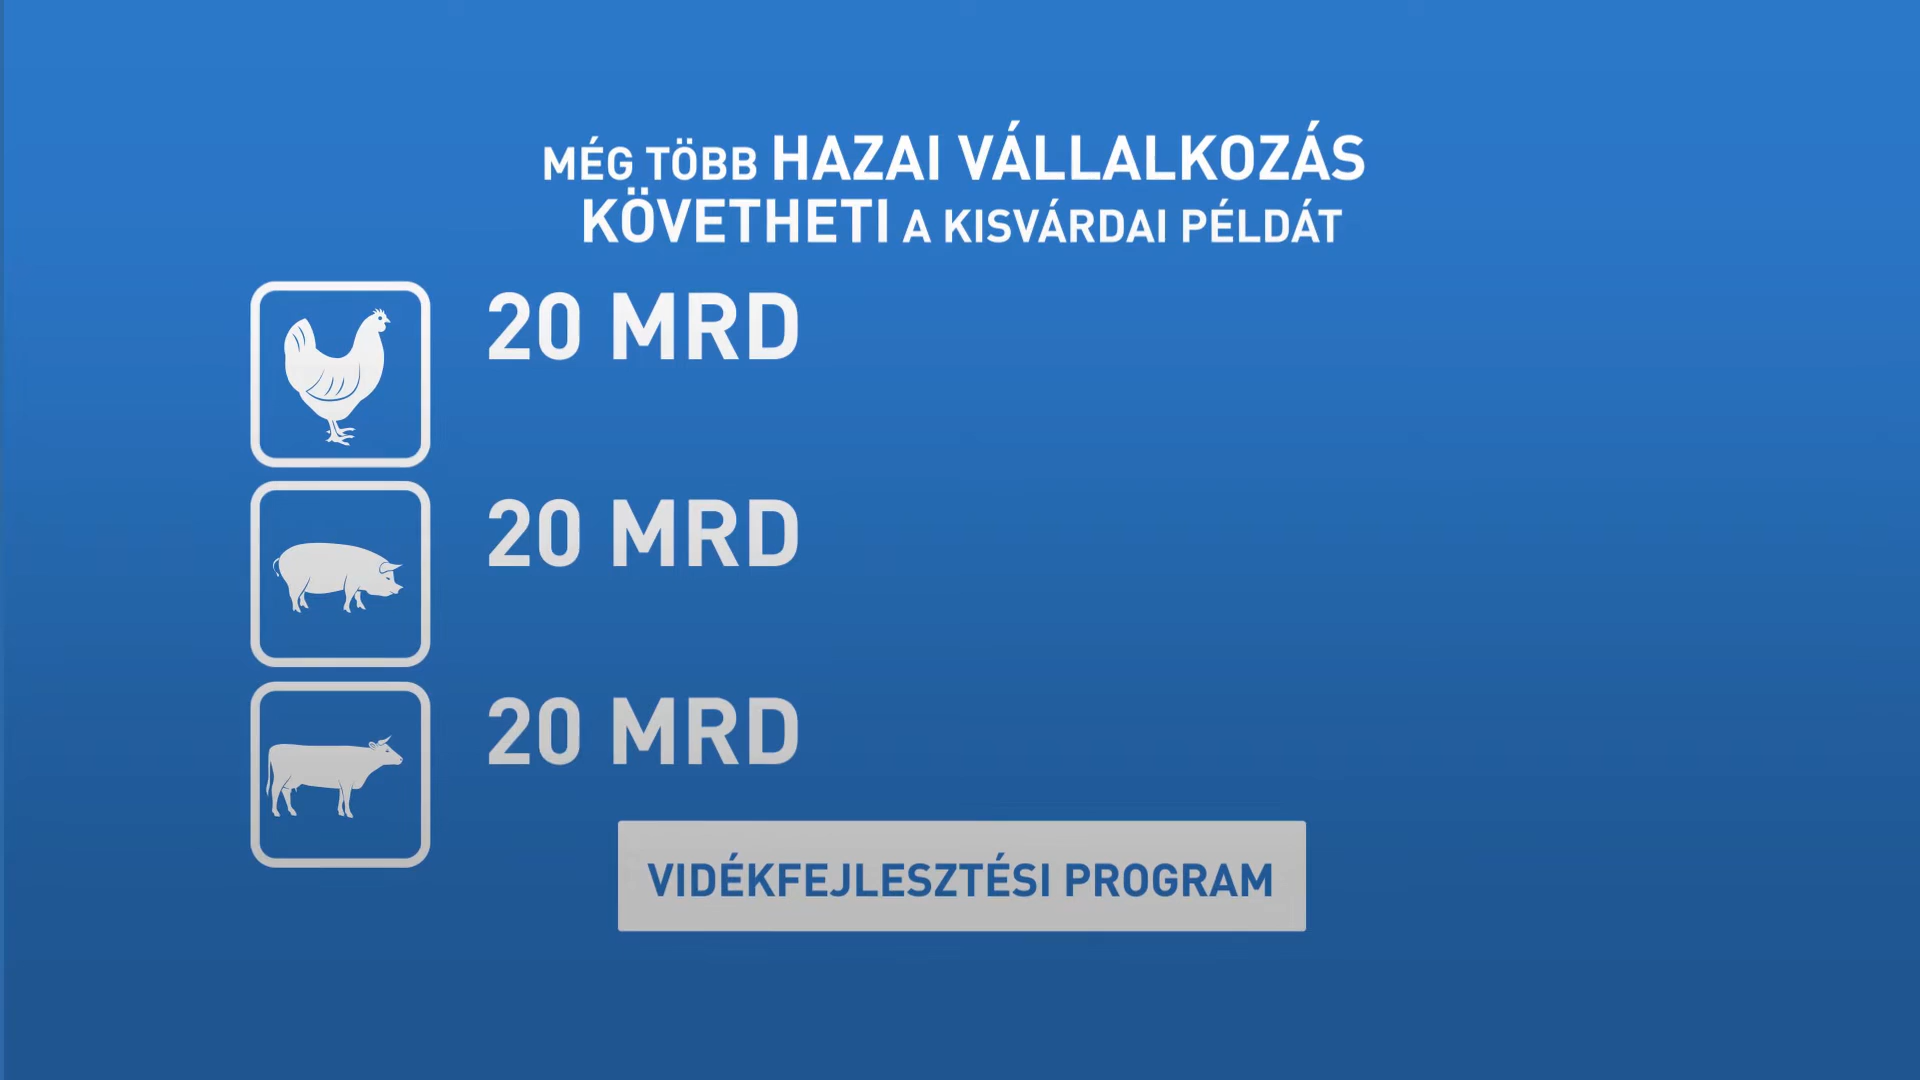 MÉG TÖBB HAZAI VÁLLALKOZÁS
KÖVETHETI A KISVÁRDAI PÉLDÁT
20 MRD
20 MRD
20 MRD
VIDÉKFEJLESZTÉSI PROGRAM